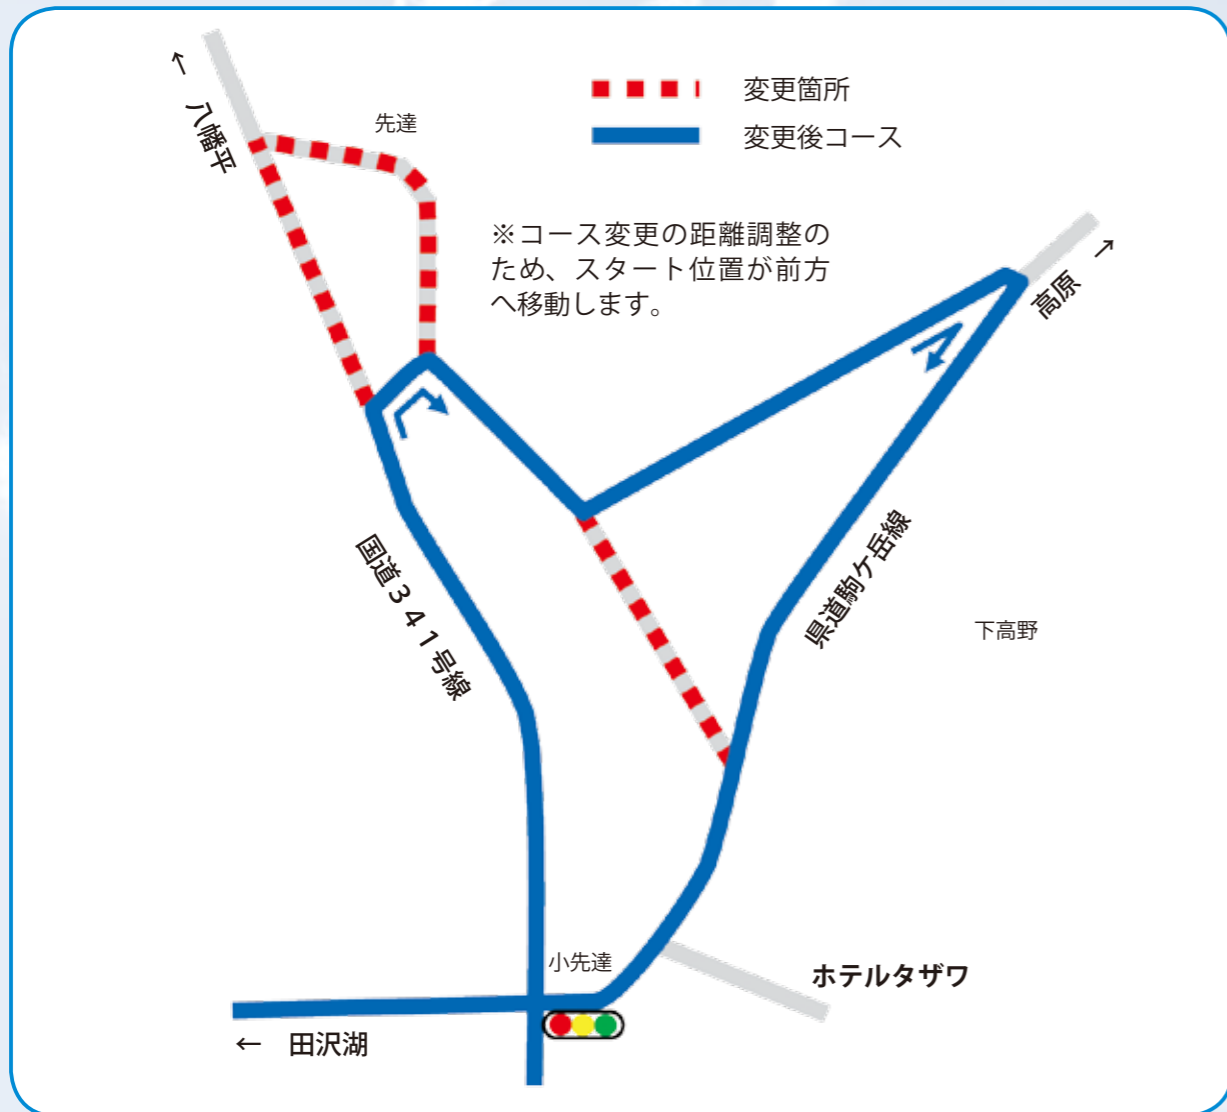 変更箇所
変更後コース
先達
↑ 八幡平
※コース変更の距離調整の
ため、スタート位置が前方
へ移動します。
高原 →
国道３４１号線
県道駒ケ岳線
下高野
小先達
ホテルタザワ
← 田沢湖